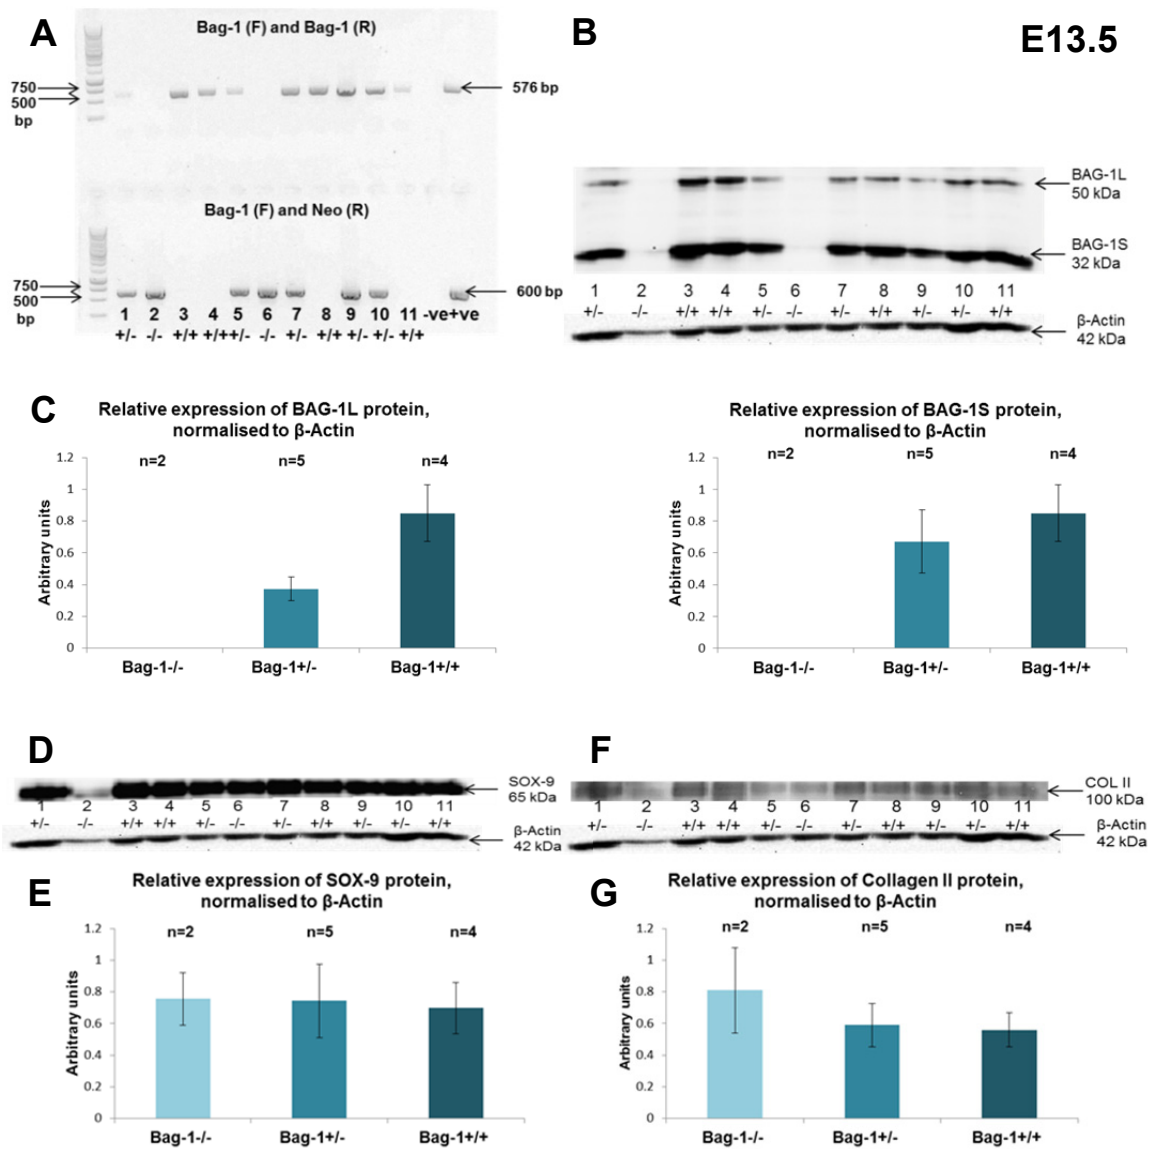 A
Bag-1 (F) and Bag-1 (R)
750
500
bp
576 bp
Bag-1 (F) and Neo (R)
750
500
bp
600 bp
1 2 3 4 5 6 7 8 9 10 11 -ve +ve
+/- -/- +/+ +/+ +/- -/- +/- +/+ +/- +/- +/+
B
E13.5
BAG-1L
50 kDa
BAG-1S
32 kDa
1 2 3 4 5 6 7 8 9 10 11
+/- -/- +/+ +/+ +/- -/- +/- +/+ +/- +/- +/+
β-Actin
42 kDa
C
Relative expression of BAG-1L protein,
normalised to β-Actin
n=2 n=5 n=4
Arbitrary units
1.2
1
0.8
0.6
0.4
0.2
0
Bag-1-/- Bag-1+/- Bag-1+/+
Relative expression of BAG-1S protein,
normalised to β-Actin
n=2 n=5 n=4
Arbitrary units
1.2
1
0.8
0.6
0.4
0.2
0
Bag-1-/- Bag-1+/- Bag-1+/+
D
SOX-9
65 kDa
1 2 3 4 5 6 7 8 9 10 11
+/- -/- +/+ +/+ +/- -/- +/- +/+ +/- +/- +/+
β-Actin
42 kDa
F
COL II
100 kDa
1 2 3 4 5 6 7 8 9 10 11
+/- -/- +/+ +/+ +/- -/- +/- +/+ +/- +/- +/+
β-Actin
42 kDa
E
Relative expression of SOX-9 protein,
normalised to β-Actin
n=2 n=5 n=4
Arbitrary units
1.2
1
0.8
0.6
0.4
0.2
0
Bag-1-/- Bag-1+/- Bag-1+/+
G
Relative expression of Collagen II protein,
normalised to β-Actin
n=2 n=5 n=4
Arbitrary units
1.2
1
0.8
0.6
0.4
0.2
0
Bag-1-/- Bag-1+/- Bag-1+/+